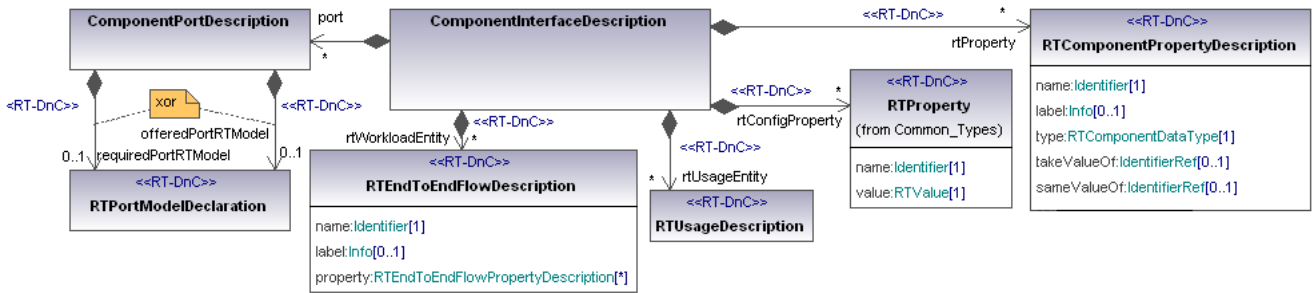 ComponentPortDescription
port
*
ComponentInterfaceDescription
<<RT-DnC>>
*
rtProperty
<<RT-DnC>>
RTComponentPropertyDescription
name:Identifier[1]
label:Info[0..1]
type:RTComponentDataType[1]
takeValueOf:IdentifierRef[0..1]
sameValueOf:IdentifierRef[0..1]
<RT-DnC>>
xor
<<RT-DnC>>
offeredPortRTModel
0..1
requiredPortRTModel
0..1
<<RT-DnC>>
RTPortModelDeclaration
<<RT-DnC>>
rtWorkloadEntity
*
<<RT-DnC>>
RTEndToEndFlowDescription
name:Identifier[1]
label:Info[0..1]
property:RTEndToEndFlowPropertyDescription[*]
<<RT-DnC>>
*
rtUsageEntity
<<RT-DnC>>
RTUsageDescription
<<RT-DnC>>
*
rtConfigProperty
<<RT-DnC>>
RTProperty
(from Common_Types)
name:Identifier[1]
value:RTValue[1]